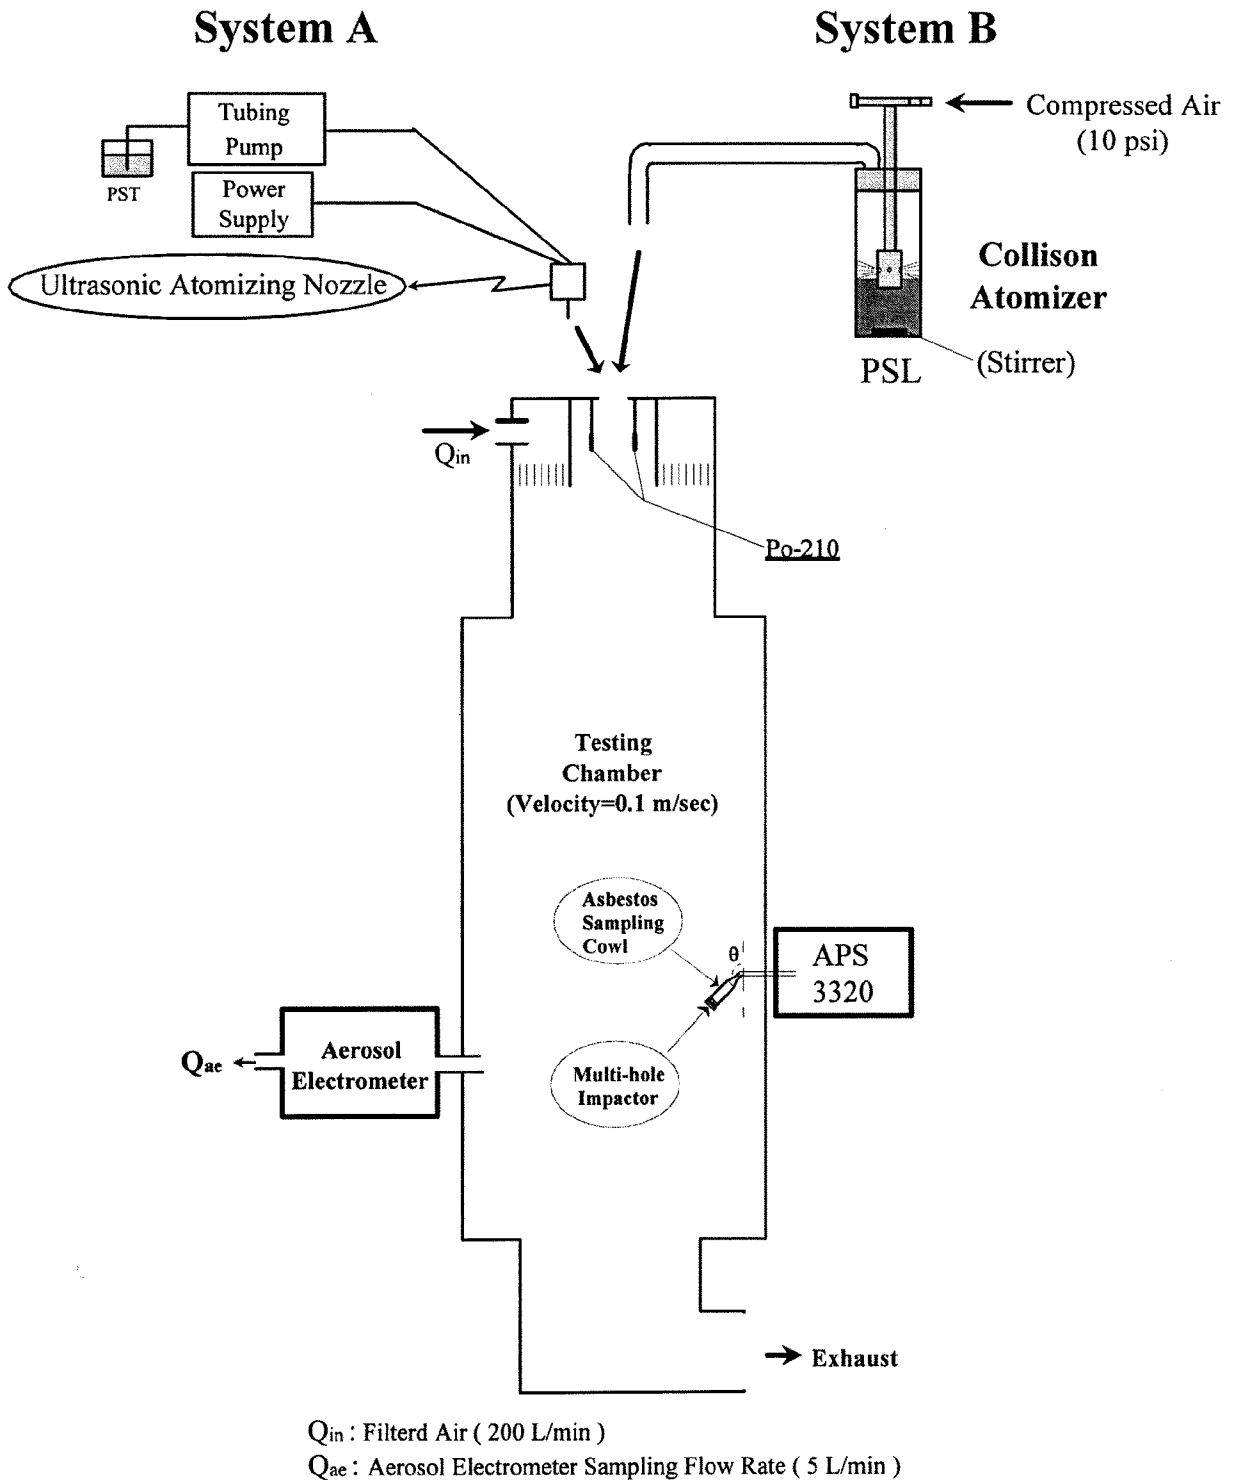 System A
System B
Tubing
Pump
PST
Power
Supply
Ultrasonic Atomizing Nozzle
Compressed Air
(10 psi)
Collison
Atomizer
(Stirrer)
PSL
Qin
Po-210
Testing
Chamber
(Velocity=0.1 m/sec)
Asbestos
Sampling
Cowl
θ
APS
3320
Qae
Aerosol
Electrometer
Multi-hole
Impactor
Exhaust
Qin : Filterd Air ( 200 L/min )
Qae : Aerosol Electrometer Sampling Flow Rate ( 5 L/min )